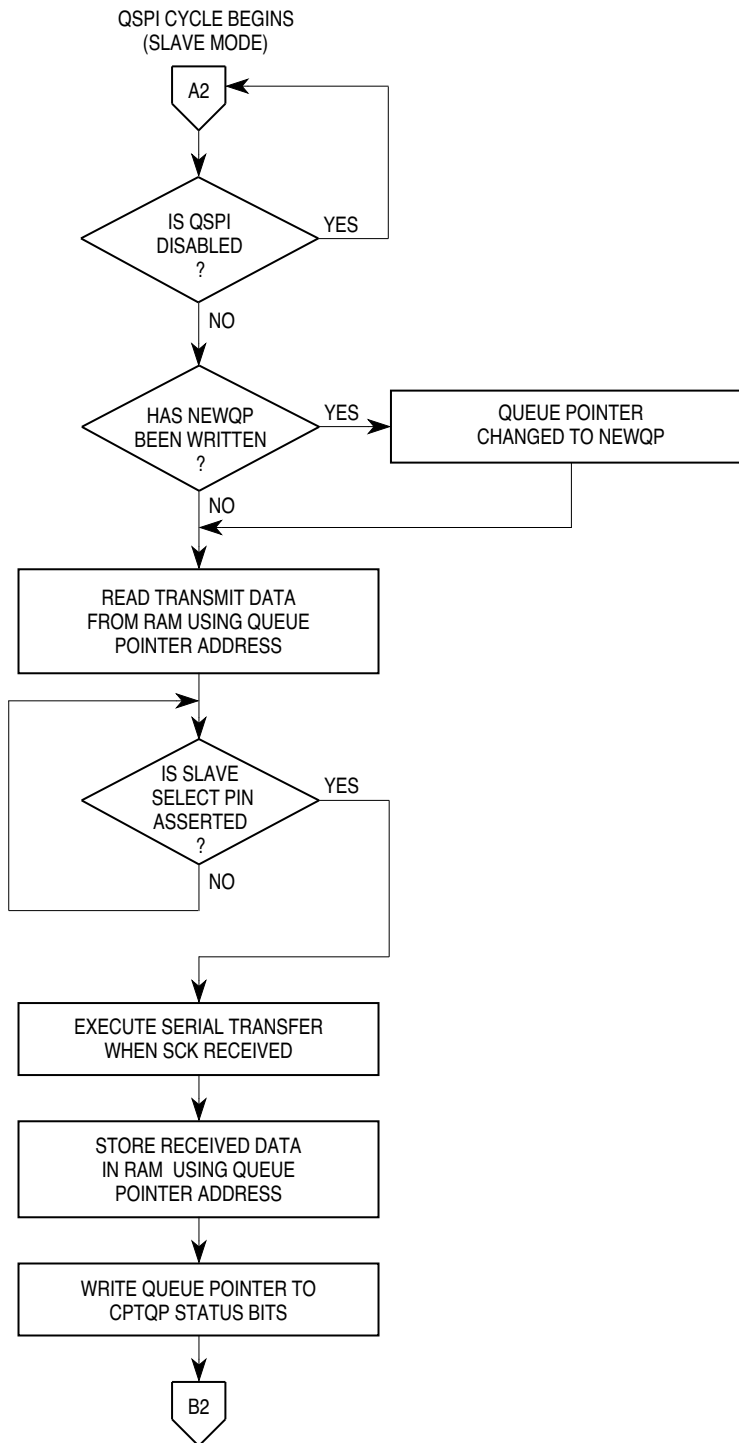 QSPI CYCLE BEGINS
(SLAVE MODE)
A2
IS QSPI
DISABLED
?
YES
NO
HAS NEWQP
BEEN WRITTEN
?
YES
QUEUE POINTER
CHANGED TO NEWQP
NO
READ TRANSMIT DATA
FROM RAM USING QUEUE
POINTER ADDRESS
IS SLAVE
SELECT PIN
ASSERTED
?
YES
NO
EXECUTE SERIAL TRANSFER
WHEN SCK RECEIVED
STORE RECEIVED DATA
IN RAM  USING QUEUE
POINTER ADDRESS
WRITE QUEUE POINTER TO
CPTQP STATUS BITS
B2